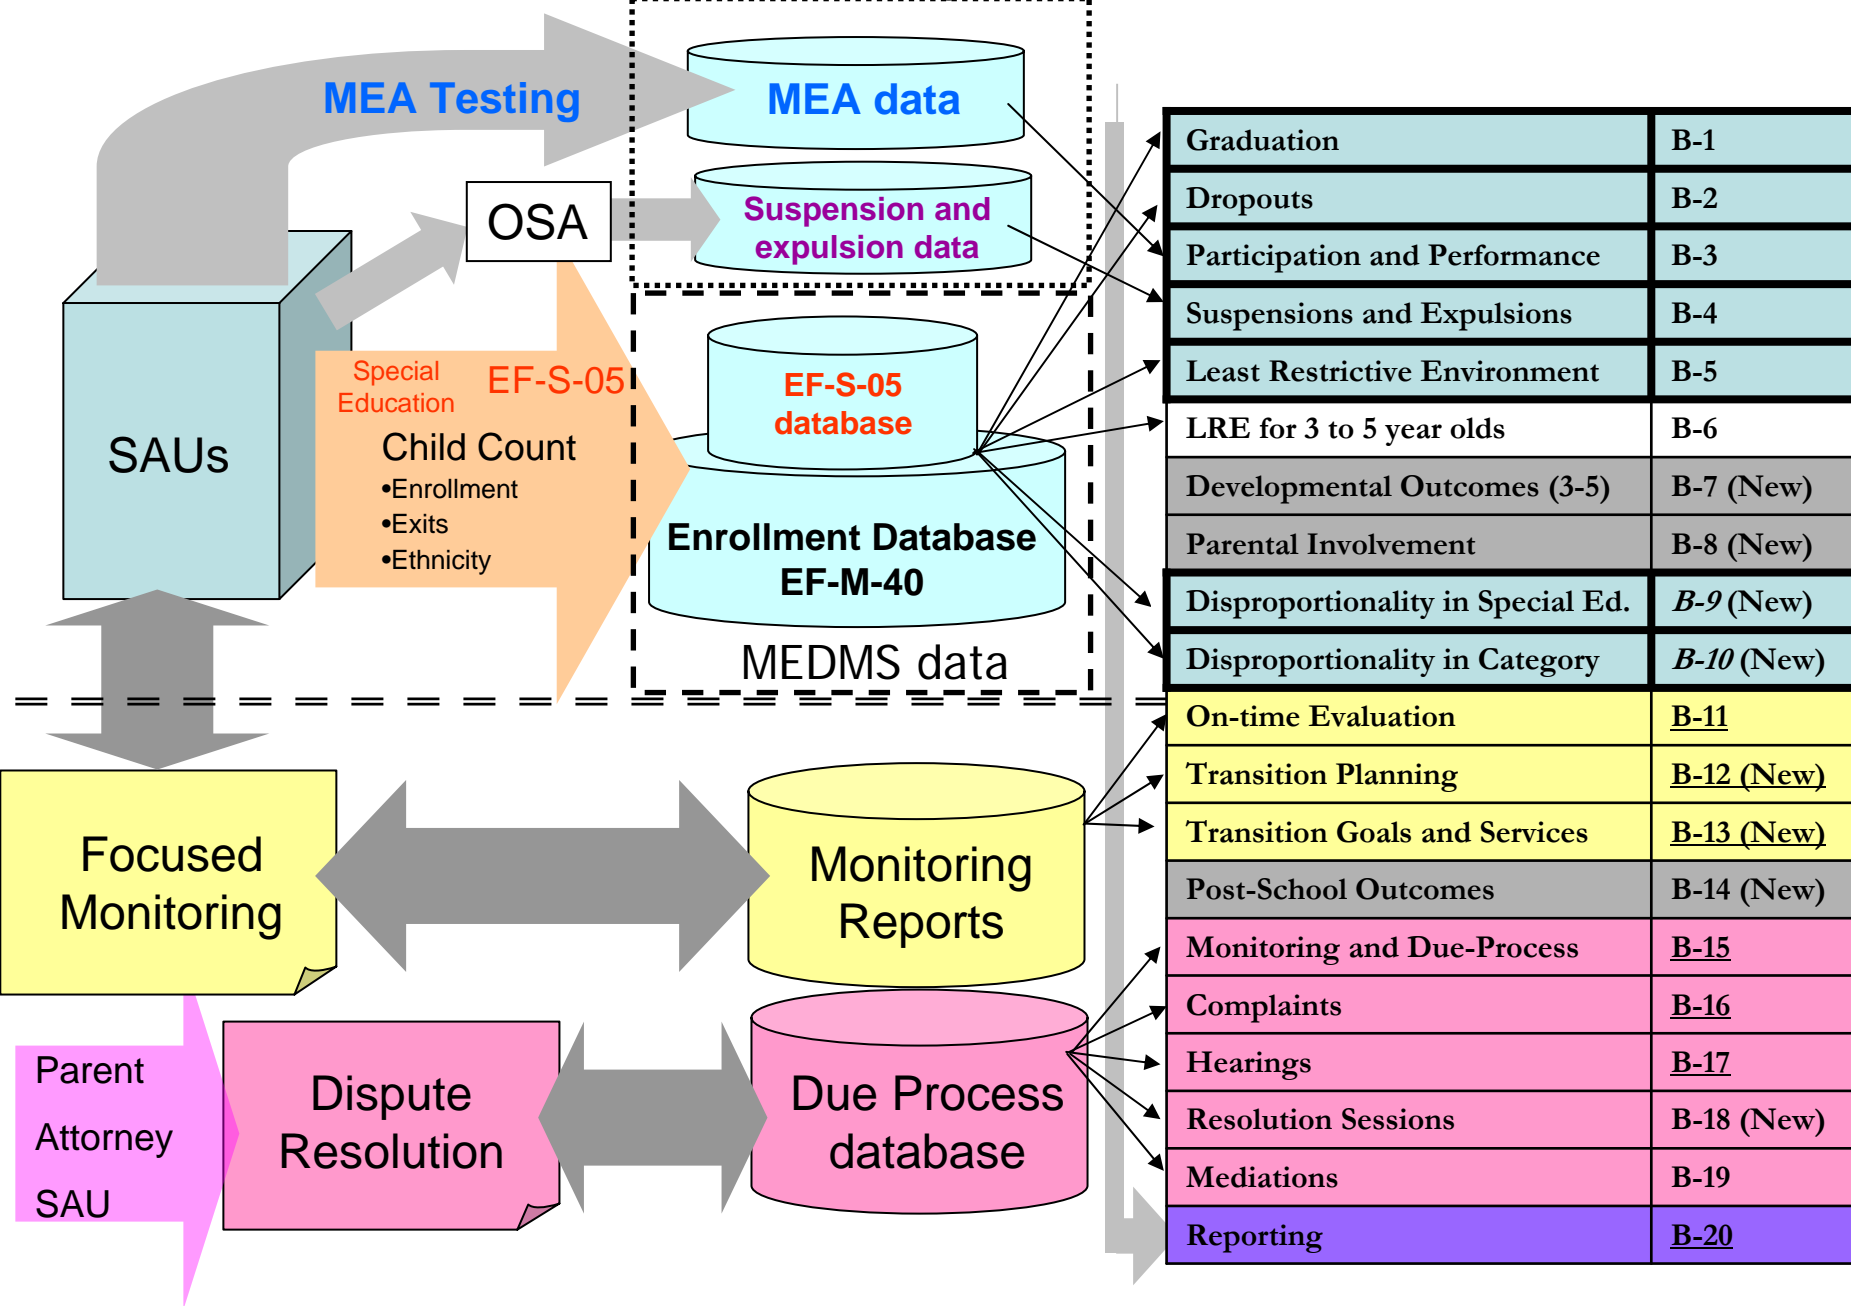 MEA Testing
MEA data
OSA
Suspension and
expulsion data
SAUs
Special
Education
EF-S-05
Child Count
•Enrollment
•Exits
•Ethnicity
EF-S-05
database
Enrollment Database
EF-M-40
MEDMS data
Focused
Monitoring
Monitoring
Reports
Parent
Attorney
SAU
Dispute
Resolution
Due Process
database
Graduation B-1
Dropouts B-2
Participation and Performance B-3
Suspensions and Expulsions B-4
Least Restrictive Environment B-5
LRE for 3 to 5 year olds B-6
Developmental Outcomes (3-5) B-7 (New)
Parental Involvement B-8 (New)
Disproportionality in Special Ed. B-9 (New)
Disproportionality in Category B-10 (New)
On-time Evaluation B-11
Transition Planning B-12 (New)
Transition Goals and Services B-13 (New)
Post-School Outcomes B-14 (New)
Monitoring and Due-Process B-15
Complaints B-16
Hearings B-17
Resolution Sessions B-18 (New)
Mediations B-19
Reporting B-20